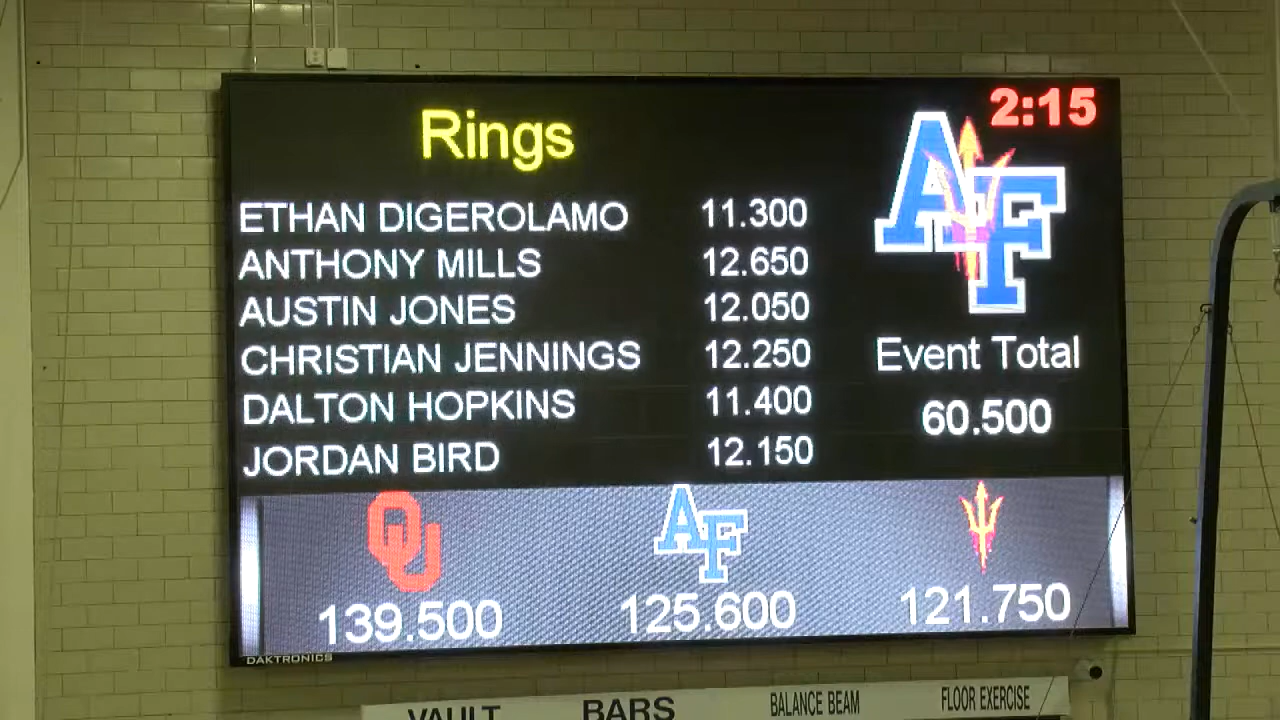 2:15
Rings
AF
ETHAN DIGEROLAMO 11.300
ANTHONY MILLS 12.650
AUSTIN JONES 12.050
CHRISTIAN JENNINGS 12.250
DALTON HOPKINS 11.400
JORDAN BIRD 12.150
Event Total
60.500
OU AF
139.500 125.600 121.750
DAKTRONICS
VAULT BARS BALANCE BEAM FLOOR EXERCISE